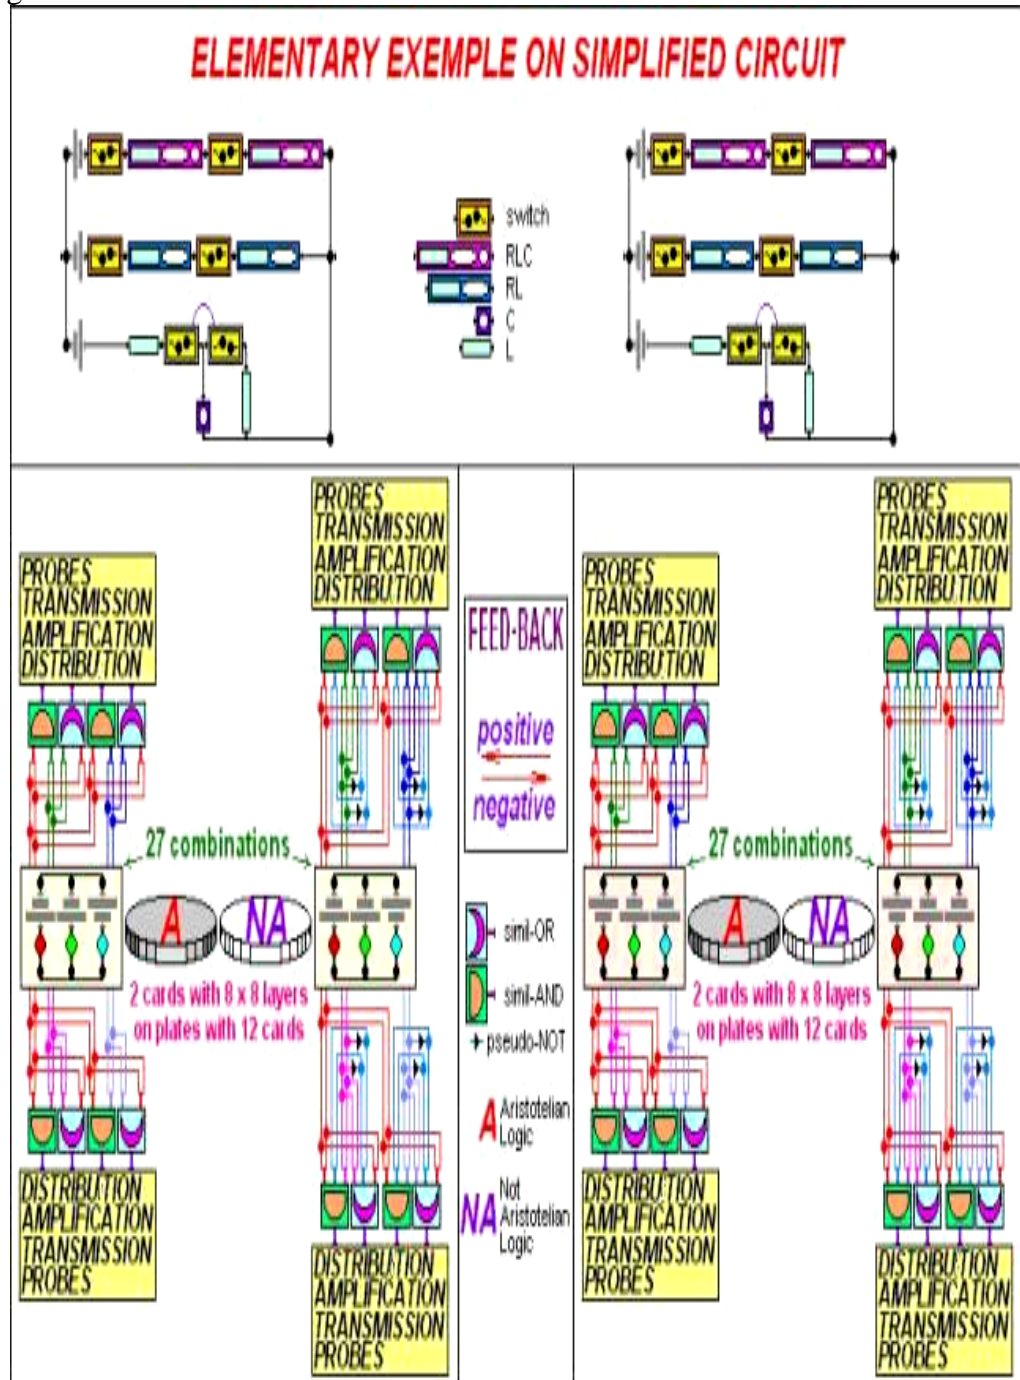 ELEMENTARY EXEMPLE ON SIMPLIFIED CIRCUIT
switch
RLC
RL
C
L
PROBES
TRANSMISSION
AMPLIFICATION
DISTRIBUTION
PROBES
TRANSMISSION
AMPLIFICATION
DISTRIBUTION
27 combinations
A
NA
2 cards with 8 x 8 layers
on plates with 12 cards
DISTRIBUTION
AMPLIFICATION
TRANSMISSION
PROBES
DISTRIBUTION
AMPLIFICATION
TRANSMISSION
PROBES
FEED-BACK
positive
negative
simil-OR
simil-AND
pseudo-NOT
A Aristotelian
Logic
NA Not
Aristotelian
Logic
PROBES
TRANSMISSION
AMPLIFICATION
DISTRIBUTION
PROBES
TRANSMISSION
AMPLIFICATION
DISTRIBUTION
27 combinations
A
NA
2 cards with 8 x 8 layers
on plates with 12 cards
DISTRIBUTION
AMPLIFICATION
TRANSMISSION
PROBES
DISTRIBUTION
AMPLIFICATION
TRANSMISSION
PROBES